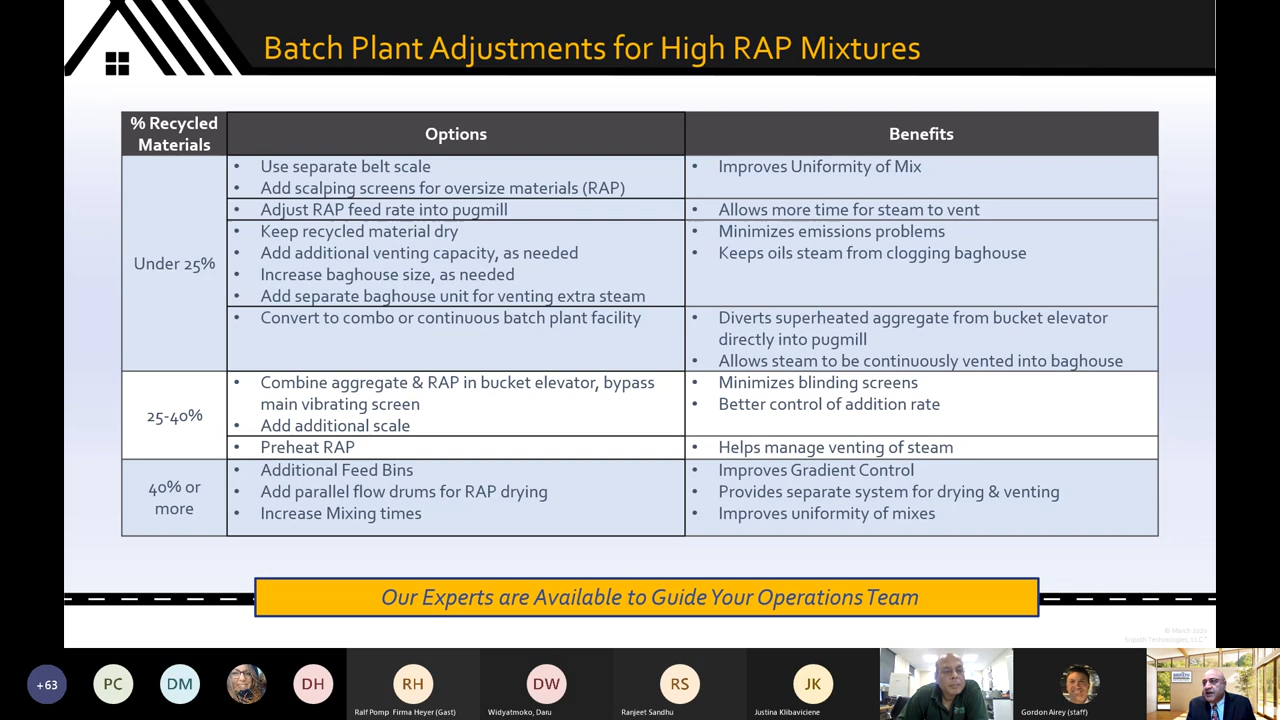 Batch Plant Adjustments for High RAP Mixtures
% Recycled
Materials
Options
Benefits
Under 25%
• Use separate belt scale
• Add scalping screens for oversize materials (RAP)
• Improves Uniformity of Mix
• Adjust RAP feed rate into pugmill
• Allows more time for steam to vent
• Keep recycled material dry
• Add additional venting capacity, as needed
• Increase baghouse size, as needed
• Add separate baghouse unit for venting extra steam
• Minimizes emissions problems
• Keeps oils steam from clogging baghouse
• Convert to combo or continuous batch plant facility
• Diverts superheated aggregate from bucket elevator
directly into pugmill
• Allows steam to be continuously vented into baghouse
25-40%
• Combine aggregate & RAP in bucket elevator, bypass
main vibrating screen
• Add additional scale
• Minimizes blinding screens
• Better control of addition rate
• Preheat RAP
• Helps manage venting of steam
40% or
more
• Additional Feed Bins
• Add parallel flow drums for RAP drying
• Increase Mixing times
• Improves Gradient Control
• Provides separate system for drying & venting
• Improves uniformity of mixes
Our Experts are Available to Guide Your Operations Team
+63
PC
DM
DH
RH
Ralf Pomp Firma Heyer (Gast)
DW
Widyatmoko, Daru
RS
Ranjeet Sandhu
JK
Justina Klibaviciene
Gordon Airey (staff)